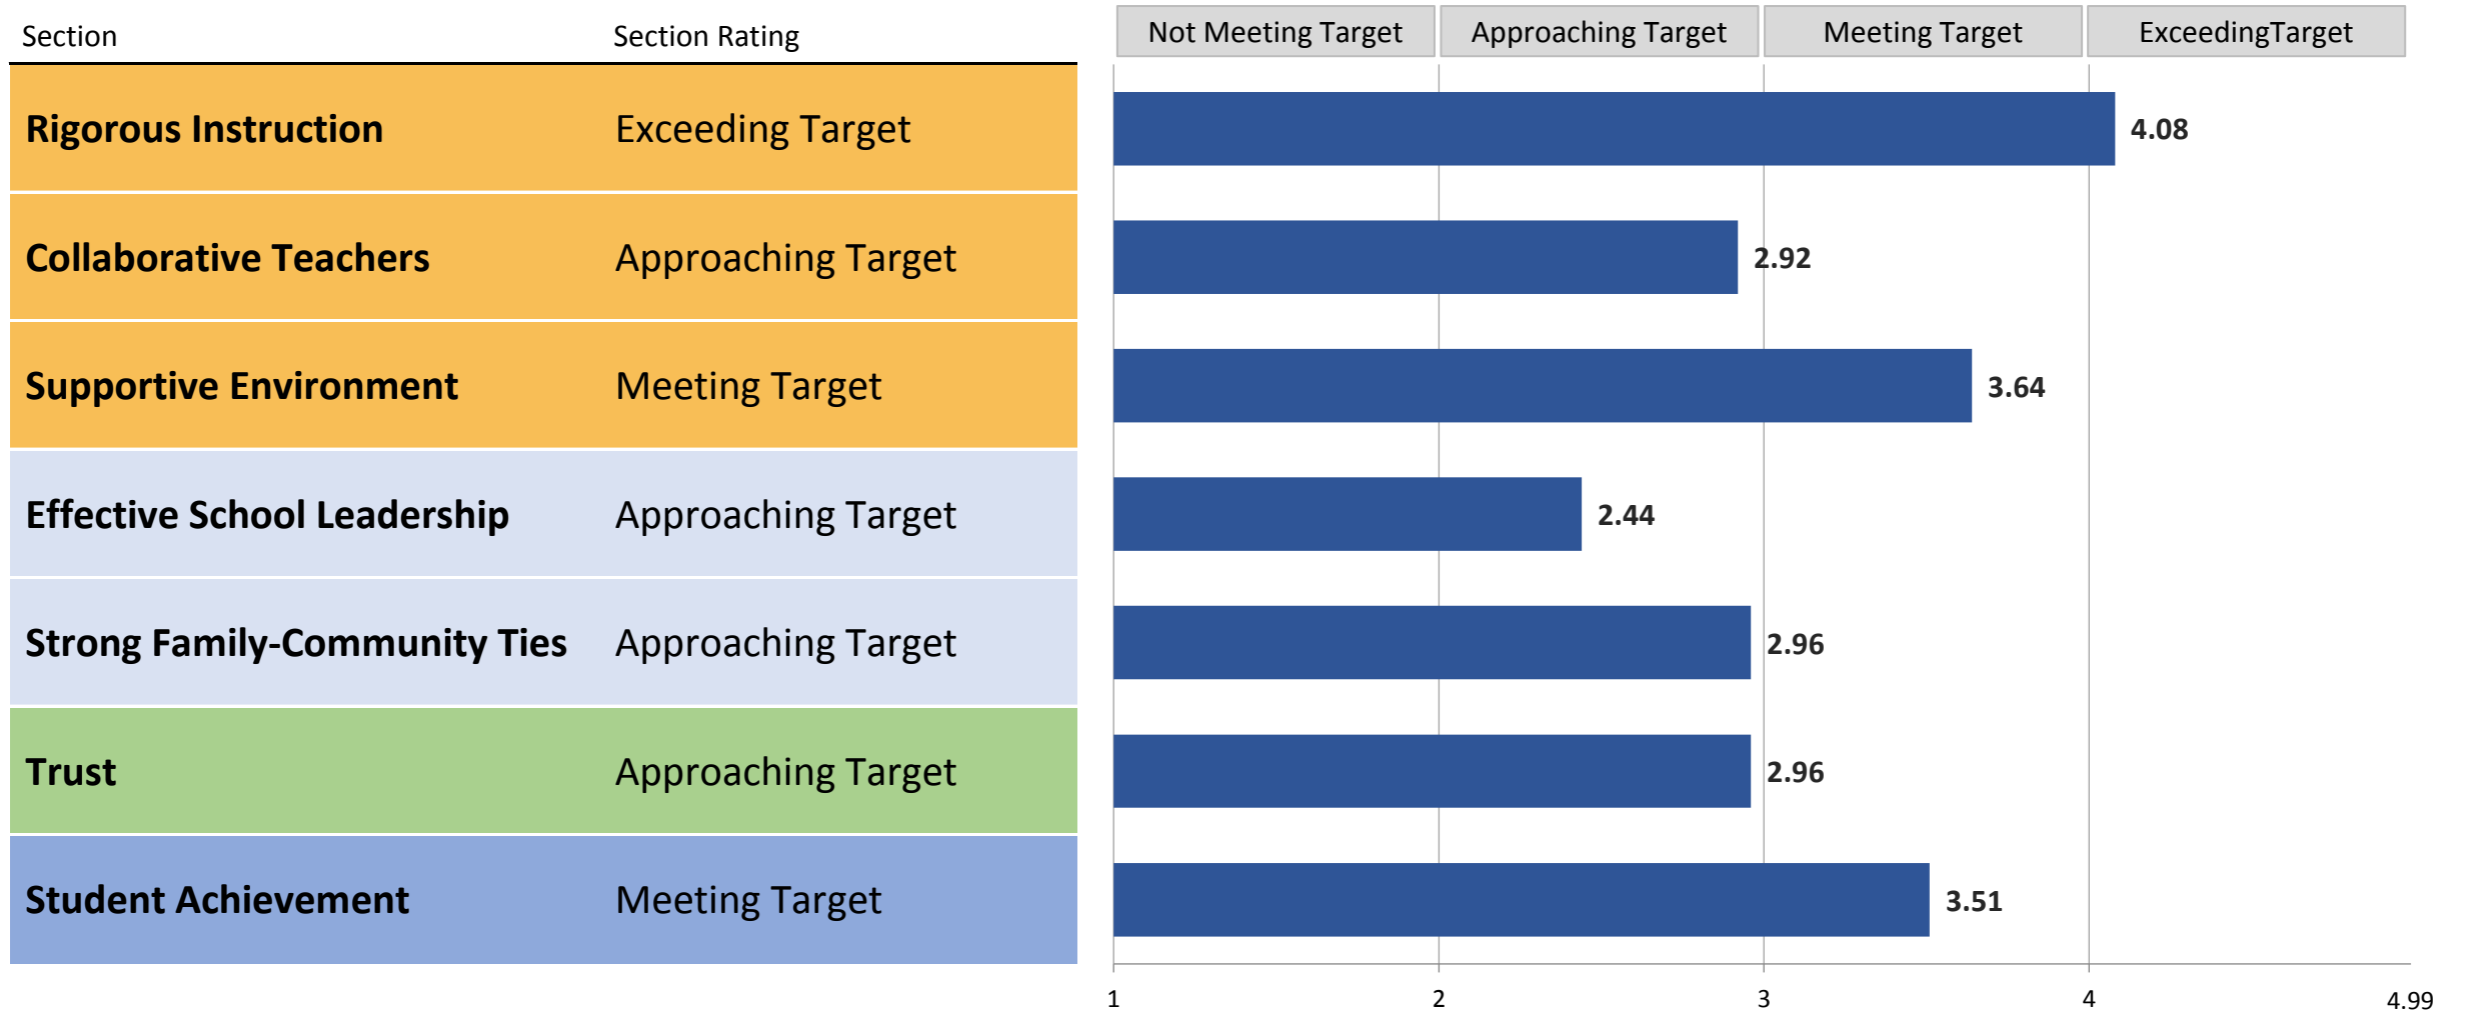 Section Section Rating Not Meeting Target Approaching Target Meeting Target ExceedingTarget
Rigorous Instruction Exceeding Target 4.08
Collaborative Teachers Approaching Target 2.92
Supportive Environment Meeting Target 3.64
Effective School Leadership Approaching Target 2.44
Strong Family-Community Ties Approaching Target 2.96
Trust Approaching Target 2.96
Student Achievement Meeting Target 3.51
1 2 3 4 4.99